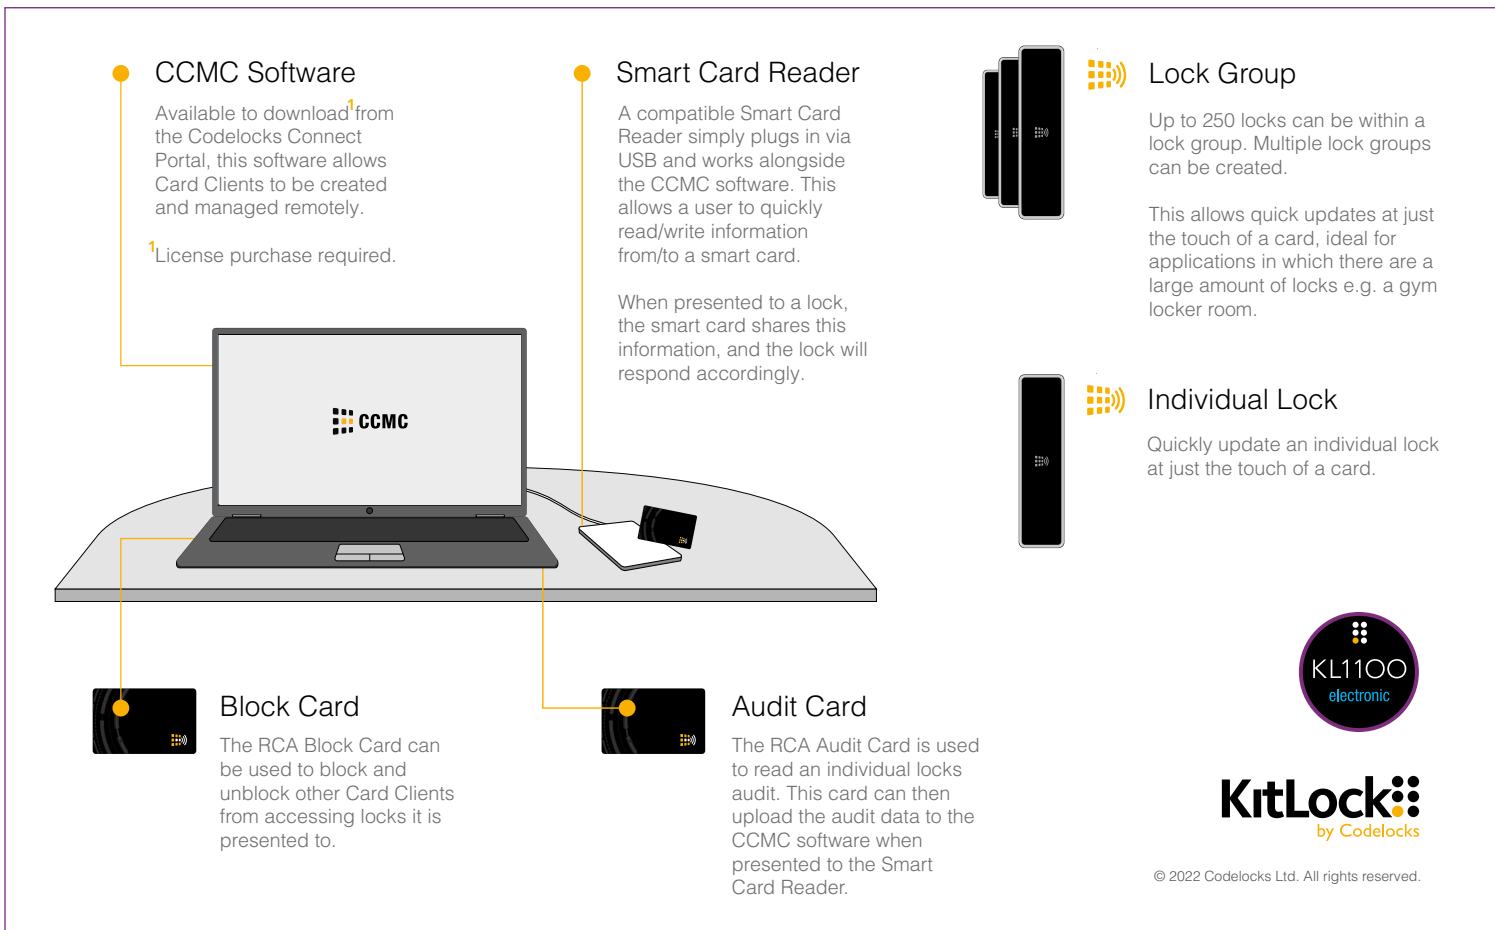 CCMC Software
Available to download¹from
the Codelocks Connect
Portal, this software allows
Card Clients to be created
and managed remotely.
¹License purchase required.
Smart Card Reader
A compatible Smart Card
Reader simply plugs in via
USB and works alongside
the CCMC software. This
allows a user to quickly
read/write information
from/to a smart card.
When presented to a lock,
the smart card shares this
information, and the lock will
respond accordingly.
Lock Group
Up to 250 locks can be within a
lock group. Multiple lock groups
can be created.
This allows quick updates at just
the touch of a card, ideal for
applications in which there are a
large amount of locks e.g. a gym
locker room.
Individual Lock
Quickly update an individual lock
at just the touch of a card.
CCMC
Block Card
The RCA Block Card can
be used to block and
unblock other Card Clients
from accessing locks it is
presented to.
Audit Card
The RCA Audit Card is used
to read an individual locks
audit. This card can then
upload the audit data to the
CCMC software when
presented to the Smart
Card Reader.
KL1100
electronic
KitLock
by Codelocks
© 2022 Codelocks Ltd. All rights reserved.